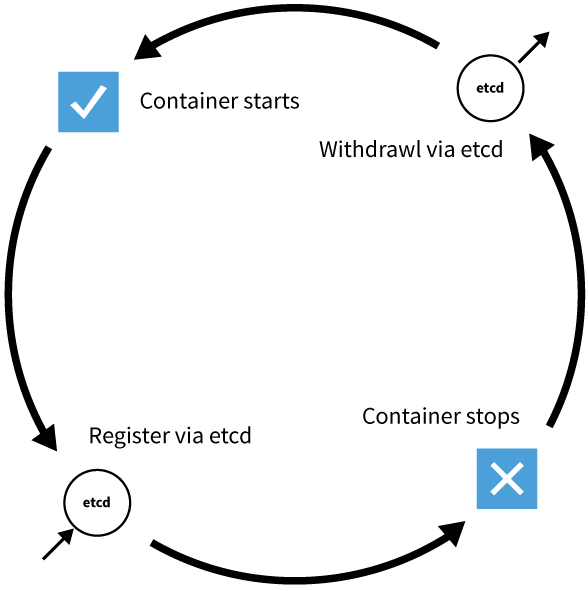 etcd
Container starts
Withdrawl via etcd
Container stops
Register via etcd
etcd